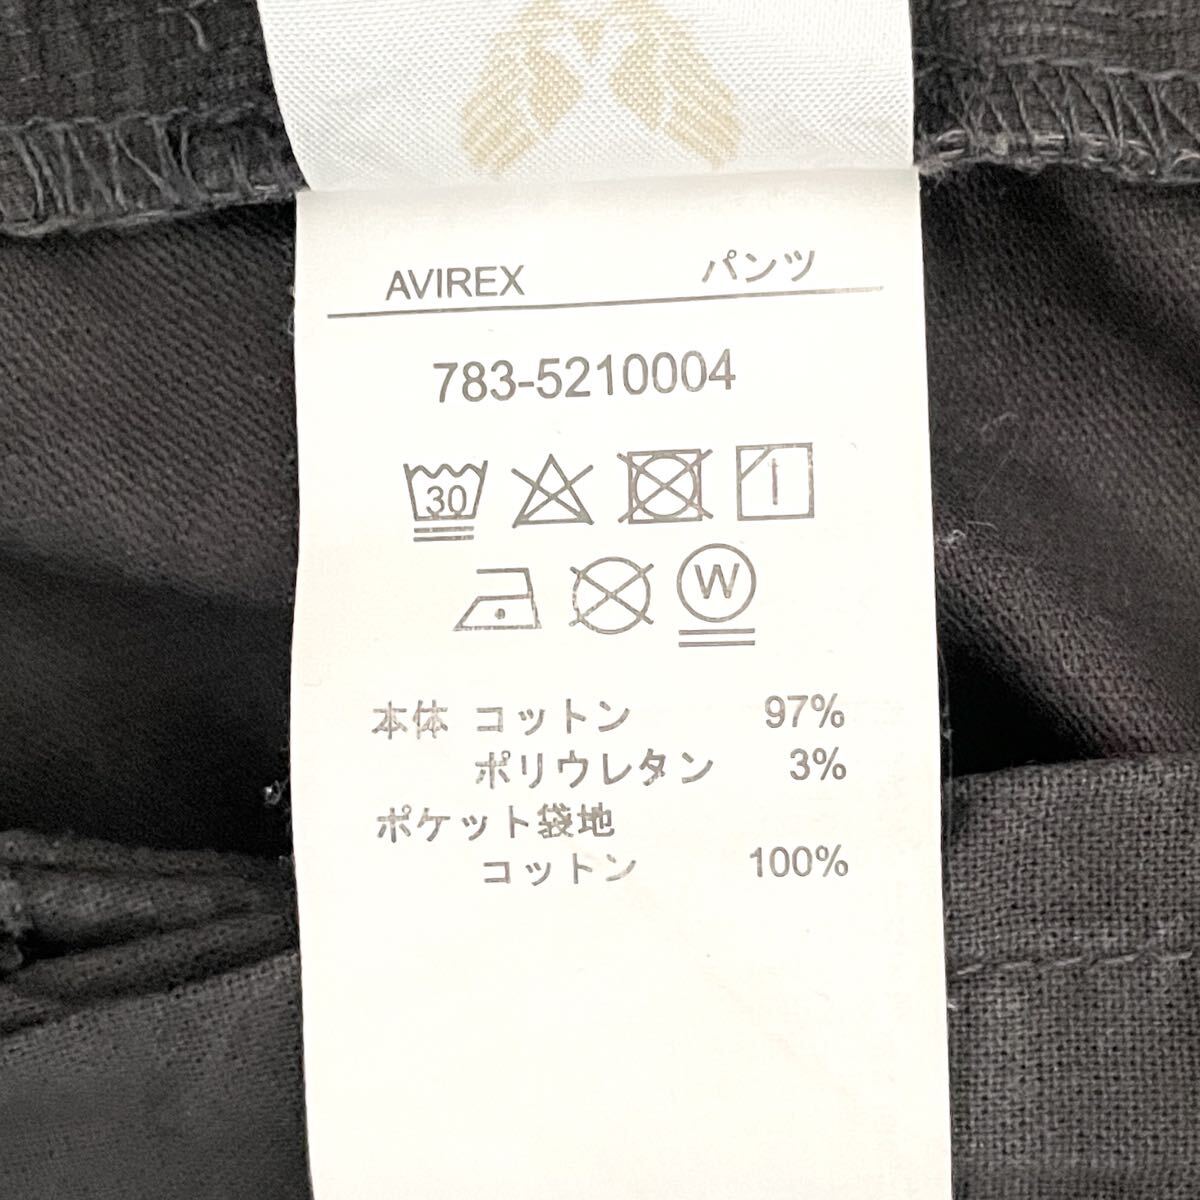 AVIREX パンツ
783-5210004
30
W
本体 コットン 97%
ポリウレタン 3%
ポケット袋地
コットン 100%